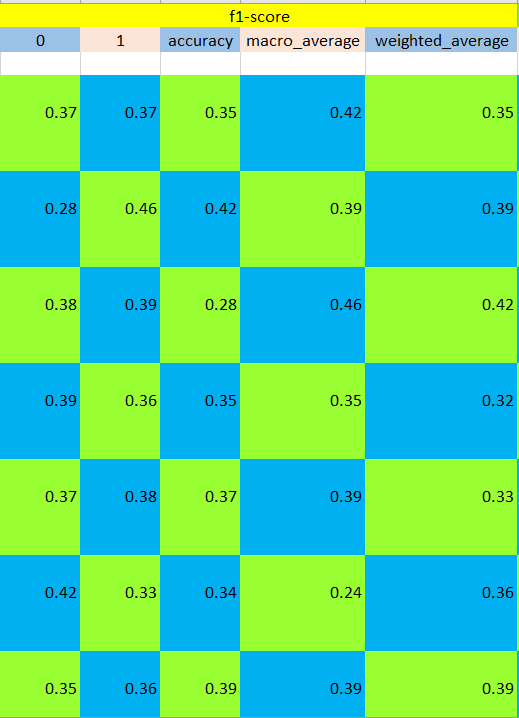 f1-score
0 1 accuracy macro_average weighted_average
0.37 0.37 0.35 0.42 0.35
0.28 0.46 0.42 0.39 0.39
0.38 0.39 0.28 0.46 0.42
0.39 0.36 0.35 0.35 0.32
0.37 0.38 0.37 0.39 0.33
0.42 0.33 0.34 0.24 0.36
0.35 0.36 0.39 0.39 0.39